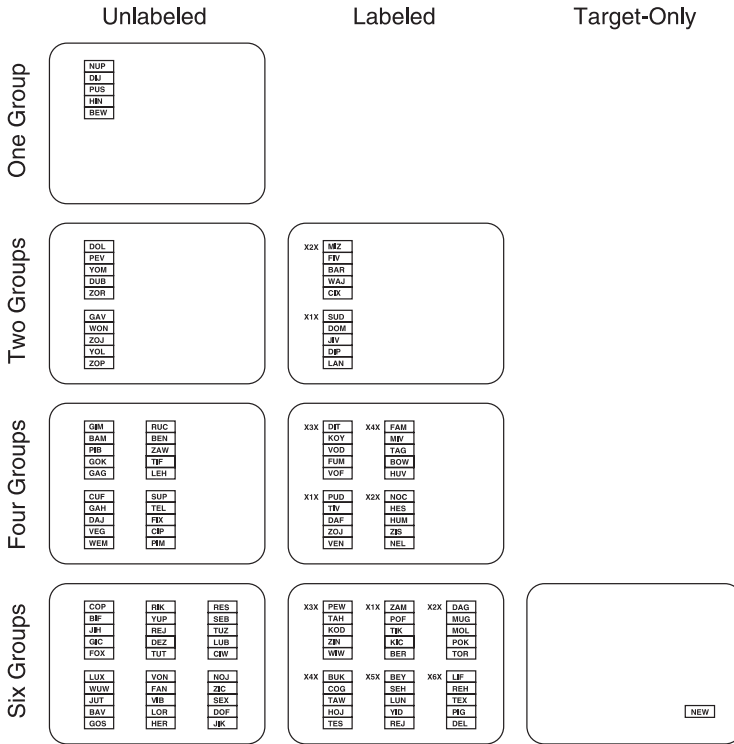 Unlabeled Labeled Target-Only
One Group
NUP
DIJ
PUS
HIN
BEW
Two Groups
DOL
PEV
YOM
DUB
ZOR
GAV
WON
ZOJ
YOL
ZOP
X2X MIZ
FIV
BAR
WAJ
CIX
X1X SUD
DOM
JIV
DIP
LAN
Four Groups
GIM RUC
BAM BEN
PIB ZAW
GOK TIF
GAG LEH
CUF SUP
GAH TEL
DAJ FIX
VEG CIP
WEM PIM
X3X DIT X4X FAM
KOY MIV
VOD TAG
FUM BOW
VOF HUV
X1X PUD X2X NOC
TIV HES
DAF HUM
ZOJ ZIS
VEN NEL
Six Groups
COP RIK RES
BIF YUP SEB
JIH REJ TUZ
GIC DEZ LUB
FOX TUT CIW
LUX VON NOJ
WUW FAN ZIC
JUT VIB SEX
BAV LOR DOF
GOS HER JIK
X3X PEW X1X ZAM X2X DAG
TAH POF MUG
KOD TIK MOL
ZIN KIC POK
WIW BER TOR
X4X BUK X5X BEY X6X LIF
COG SEH REH
TAW LUN TEX
HOJ YID PIG
TES REJ DEL
NEW